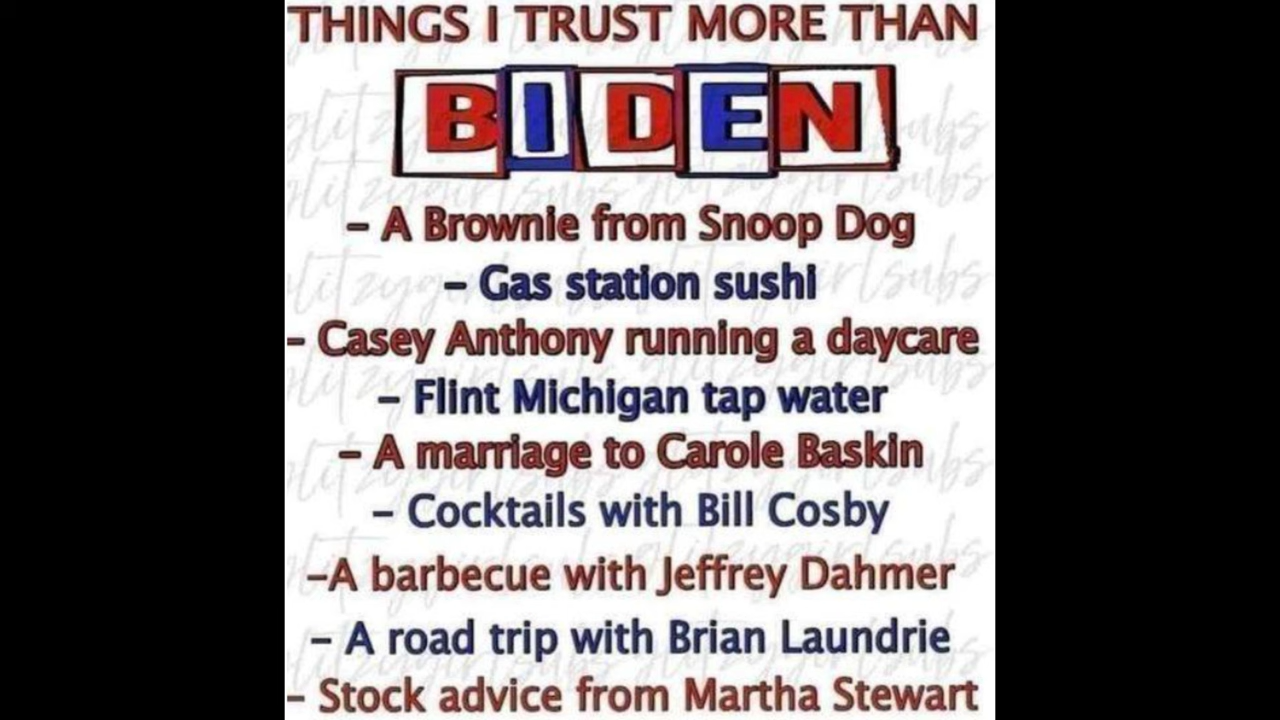 THINGS I TRUST MORE THAN
BIDEN
– A Brownie from Snoop Dog
– Gas station sushi
– Casey Anthony running a daycare
– Flint Michigan tap water
– A marriage to Carole Baskin
– Cocktails with Bill Cosby
–A barbecue with Jeffrey Dahmer
– A road trip with Brian Laundrie
– Stock advice from Martha Stewart